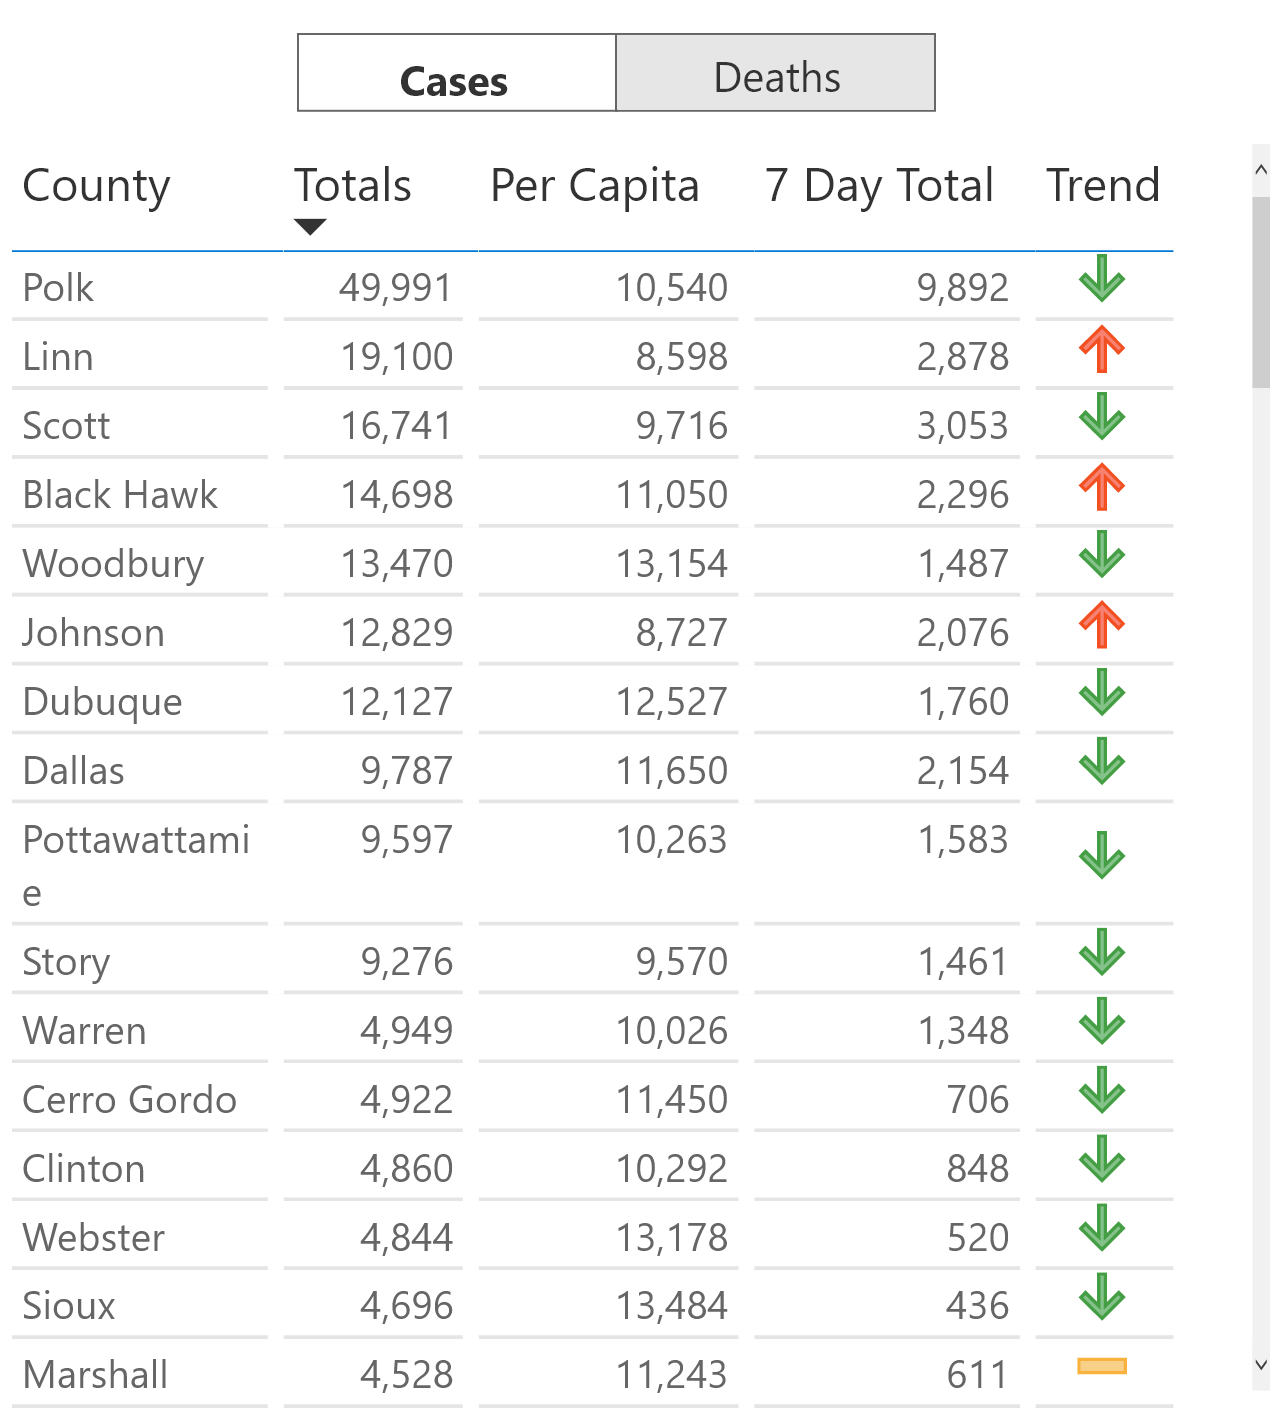 Cases Deaths
County Totals Per Capita 7 Day Total Trend
Polk 49,991 10,540 9,892
Linn 19,100 8,598 2,878
Scott 16,741 9,716 3,053
Black Hawk 14,698 11,050 2,296
Woodbury 13,470 13,154 1,487
Johnson 12,829 8,727 2,076
Dubuque 12,127 12,527 1,760
Dallas 9,787 11,650 2,154
Pottawattami 9,597 10,263 1,583
e
Story 9,276 9,570 1,461
Warren 4,949 10,026 1,348
Cerro Gordo 4,922 11,450 706
Clinton 4,860 10,292 848
Webster 4,844 13,178 520
Sioux 4,696 13,484 436
Marshall 4,528 11,243 611